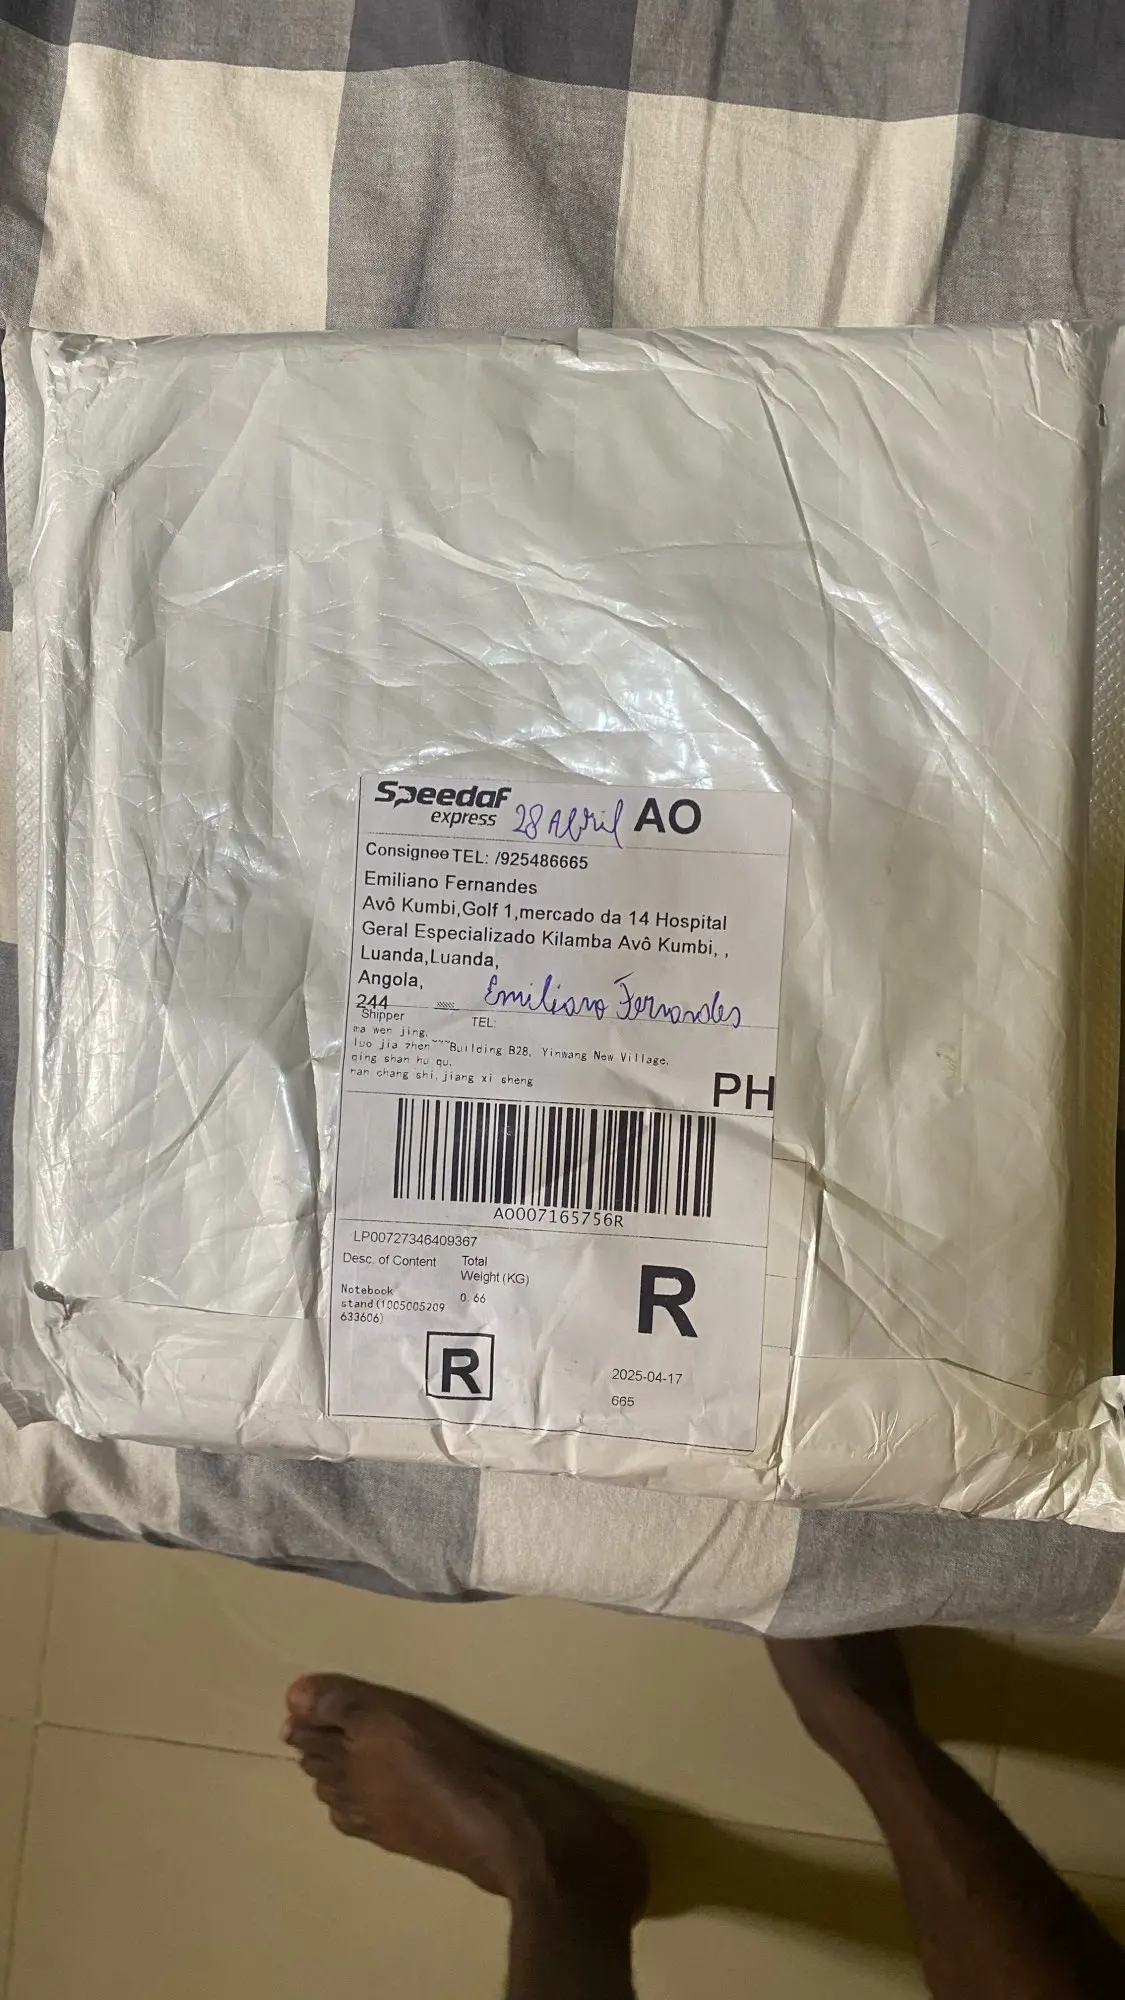 Speedaf
express
28 Abril
AO
Consignee TEL: /925486665
Emiliano Fernandes
Avô Kumbi,Golf 1,mercado da 14 Hospital
Geral Especializado Kilamba Avô Kumbi, ,
Luanda,Luanda,
Angola,
244
Emiliano Fernandes
Shipper
TEL:
ma wen jing,
luo jia zhen~~~Building B28, Yinwang New Village,
qing shan hu qu,
nan chang shi,jiang xi sheng
PH
AO007165756R
LP00727346409367
Desc. of Content
Total
Weight (KG)
Notebook
stand(1005005209
633606)
0.66
R
R
2025-04-17
665